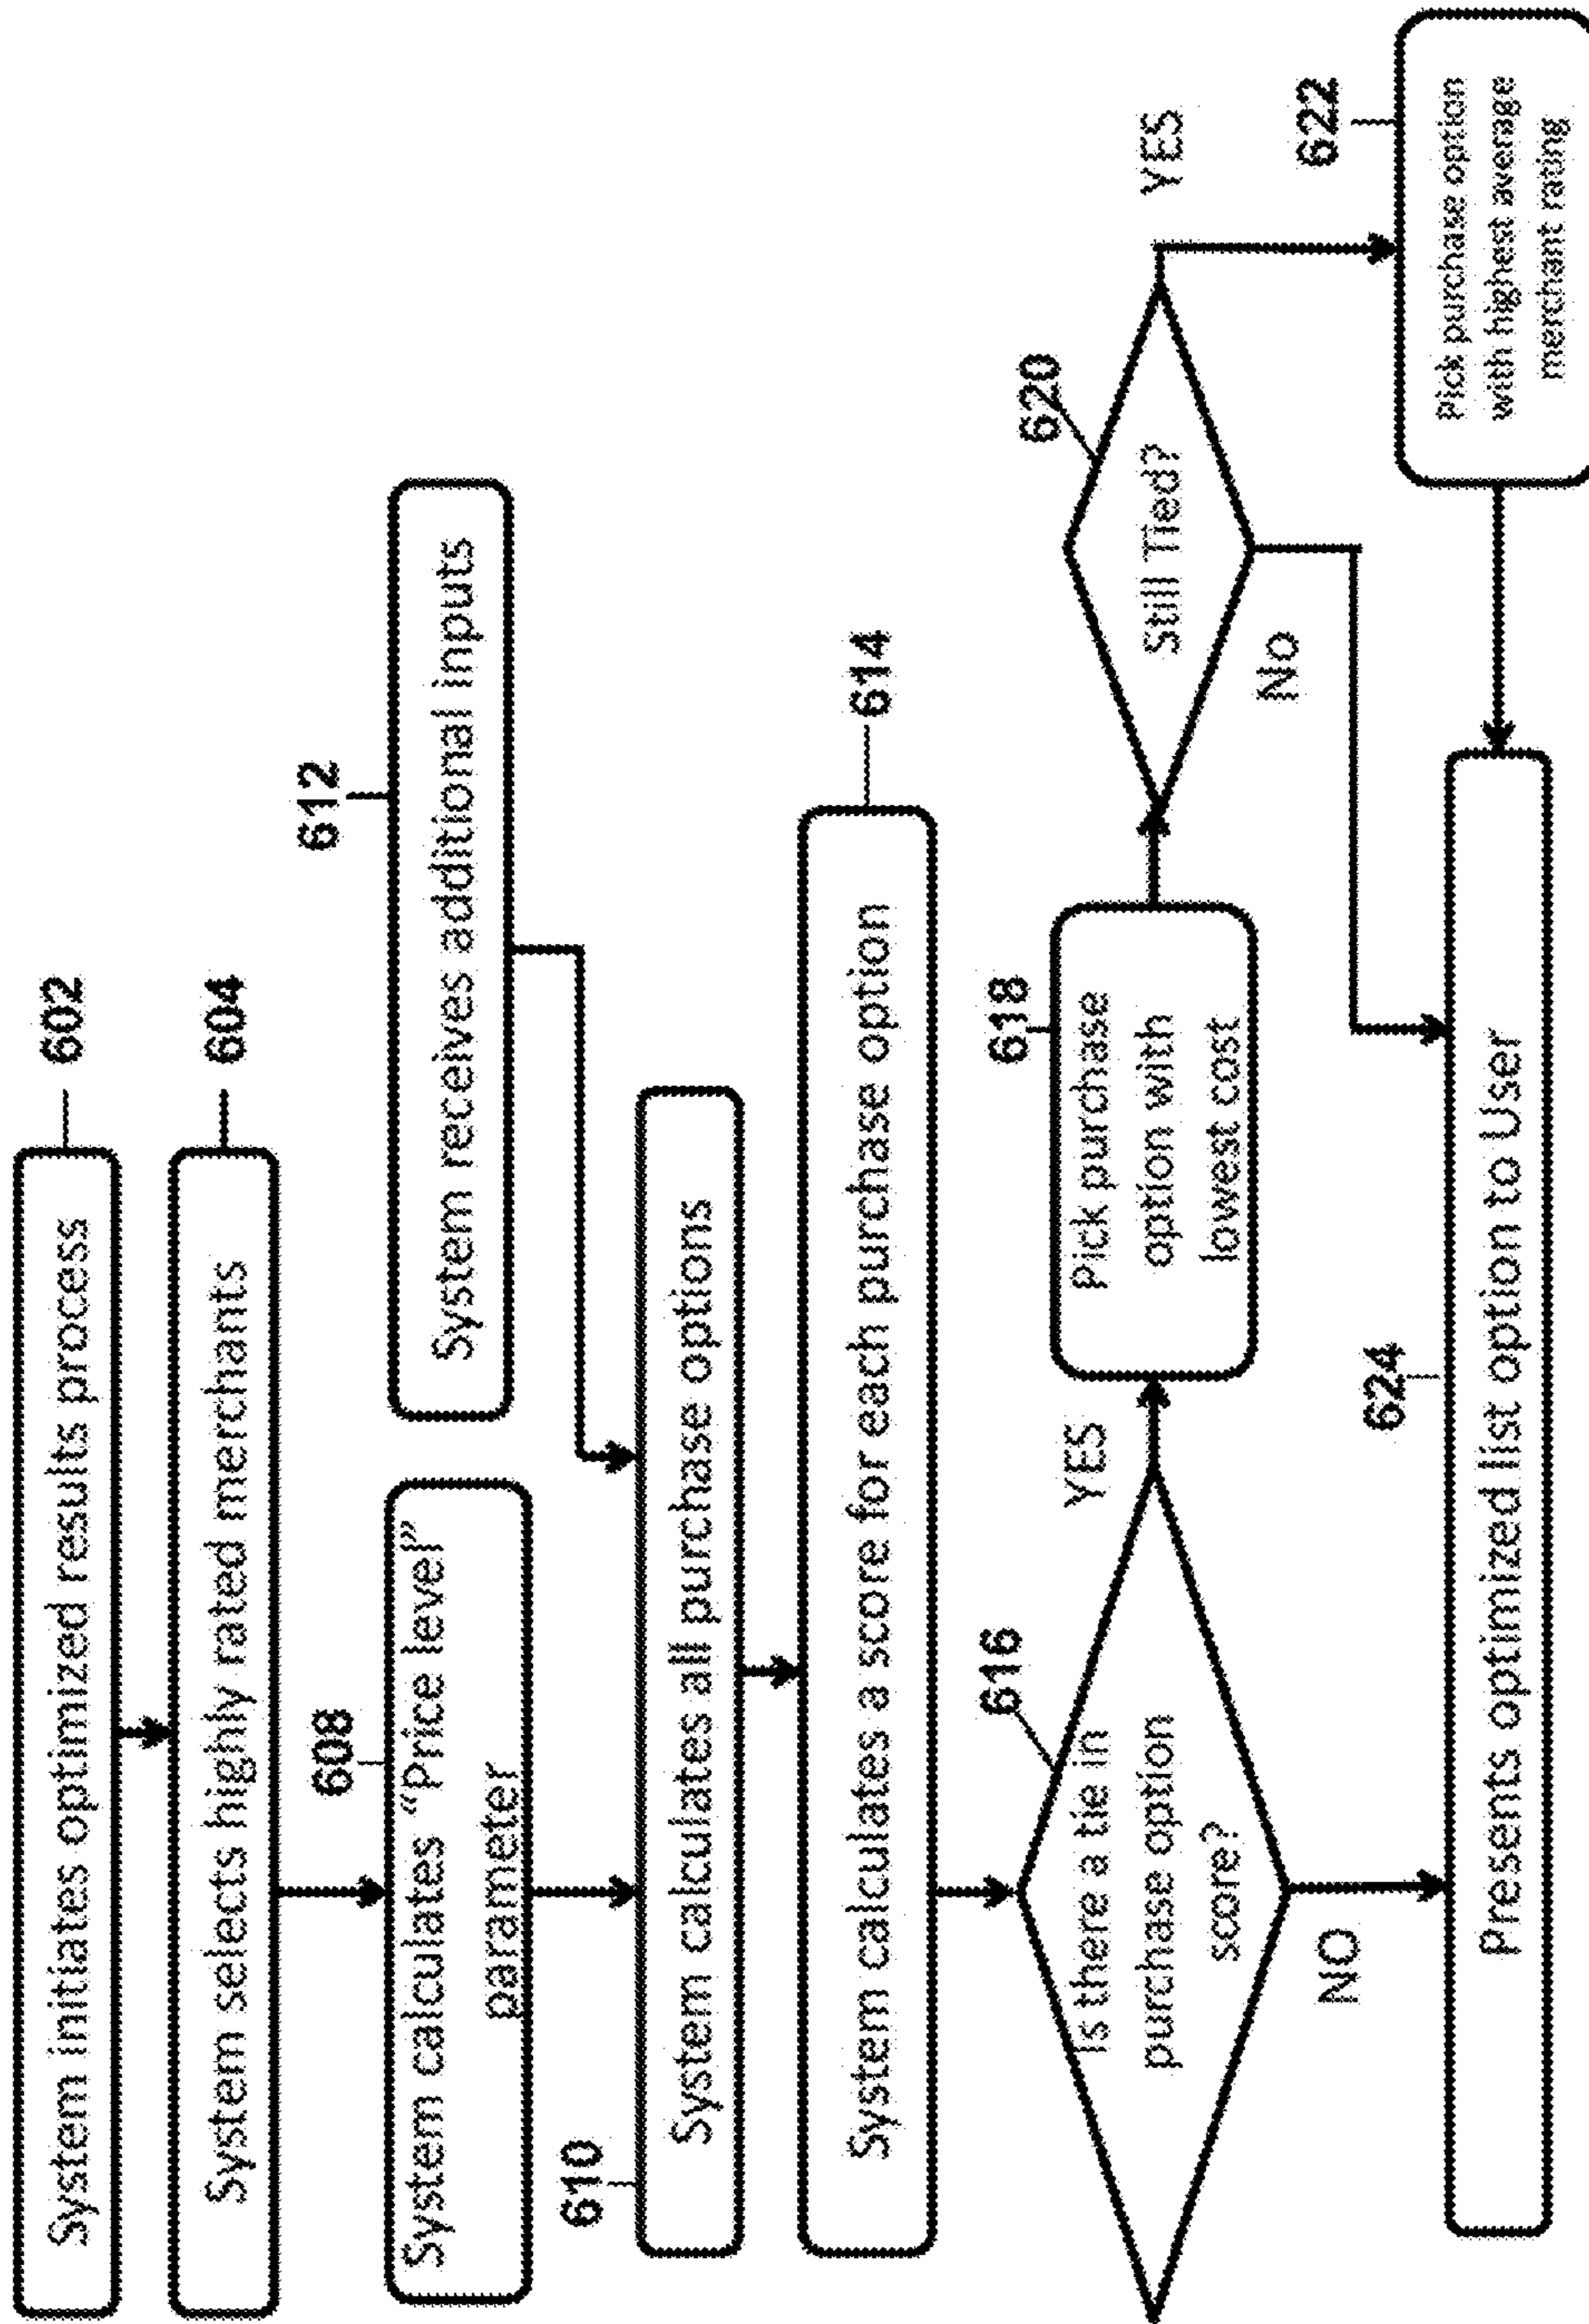 System initiates optimized results process
602
System selects highly rated merchants
604
608
System calculates "Price level"
parameter
612
System receives additional inputs
610
System calculates all purchase options
System calculates a score for each purchase option
614
616
Is there a tie in
purchase option
score?
YES
NO
618
Pick purchase
option with
lowest cost
620
Still Tied?
YES
No
622
Pick purchase option
with highest average
merchant rating
624
Presents optimized list option to User